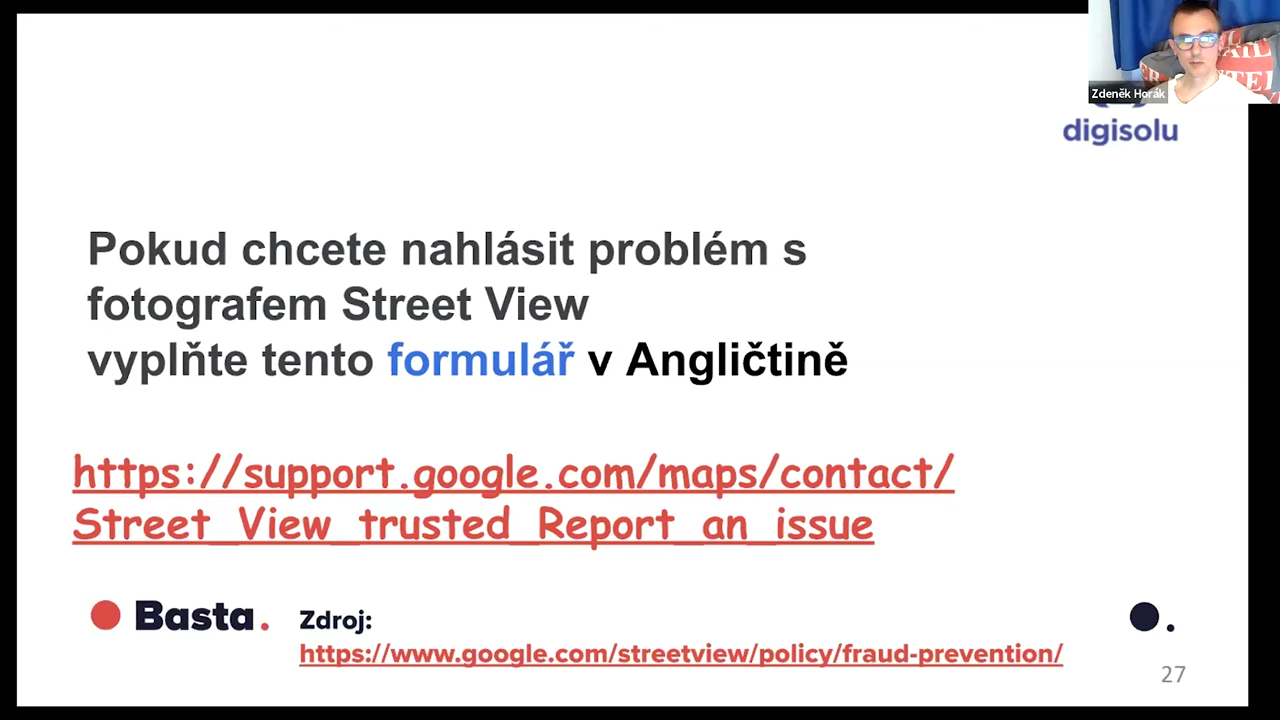 Zdeněk Horák
digisolu
Pokud chcete nahlásit problém s
fotografem Street View
vyplňte tento formulář v Angličtině
https://support.google.com/maps/contact/
Street_View_trusted_Report_an_issue
Basta.
Zdroj:
https://www.google.com/streetview/policy/fraud-prevention/
27